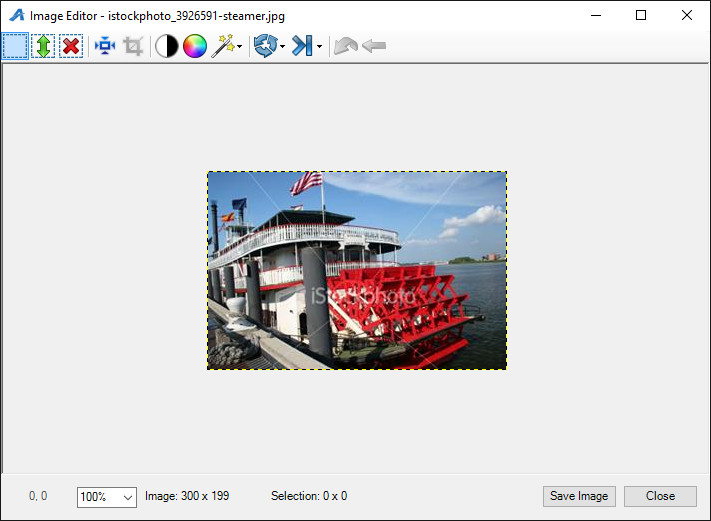 Image Editor - istockphoto_3926591-steamer.jpg
iStockphoto
0, 0
100%
Image: 300 x 199
Selection: 0 x 0
Save Image
Close